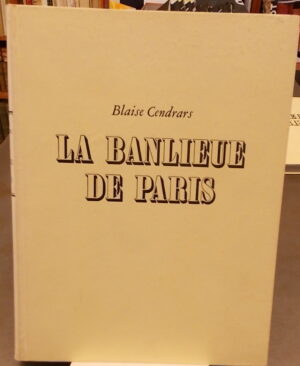 Blaise Cendrars
LA BANLIEUE
DE PARIS